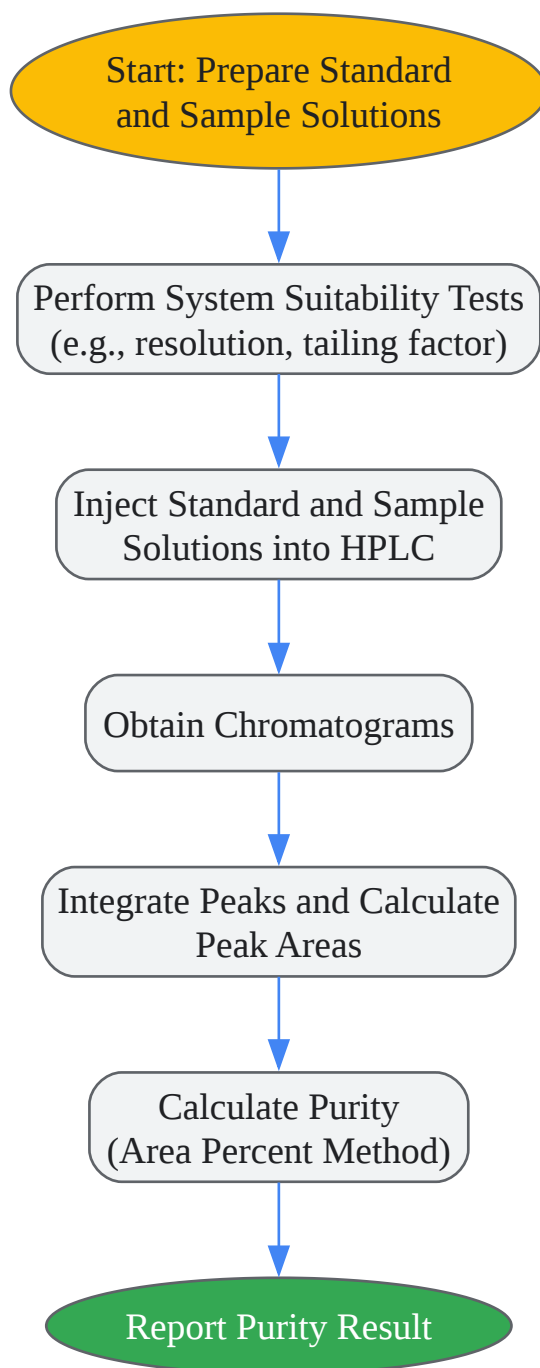 Start: Prepare Standard
and Sample Solutions
Perform System Suitability Tests
(e.g., resolution, tailing factor)
Inject Standard and Sample
Solutions into HPLC
Obtain Chromatograms
Integrate Peaks and Calculate
Peak Areas
Calculate Purity
(Area Percent Method)
Report Purity Result